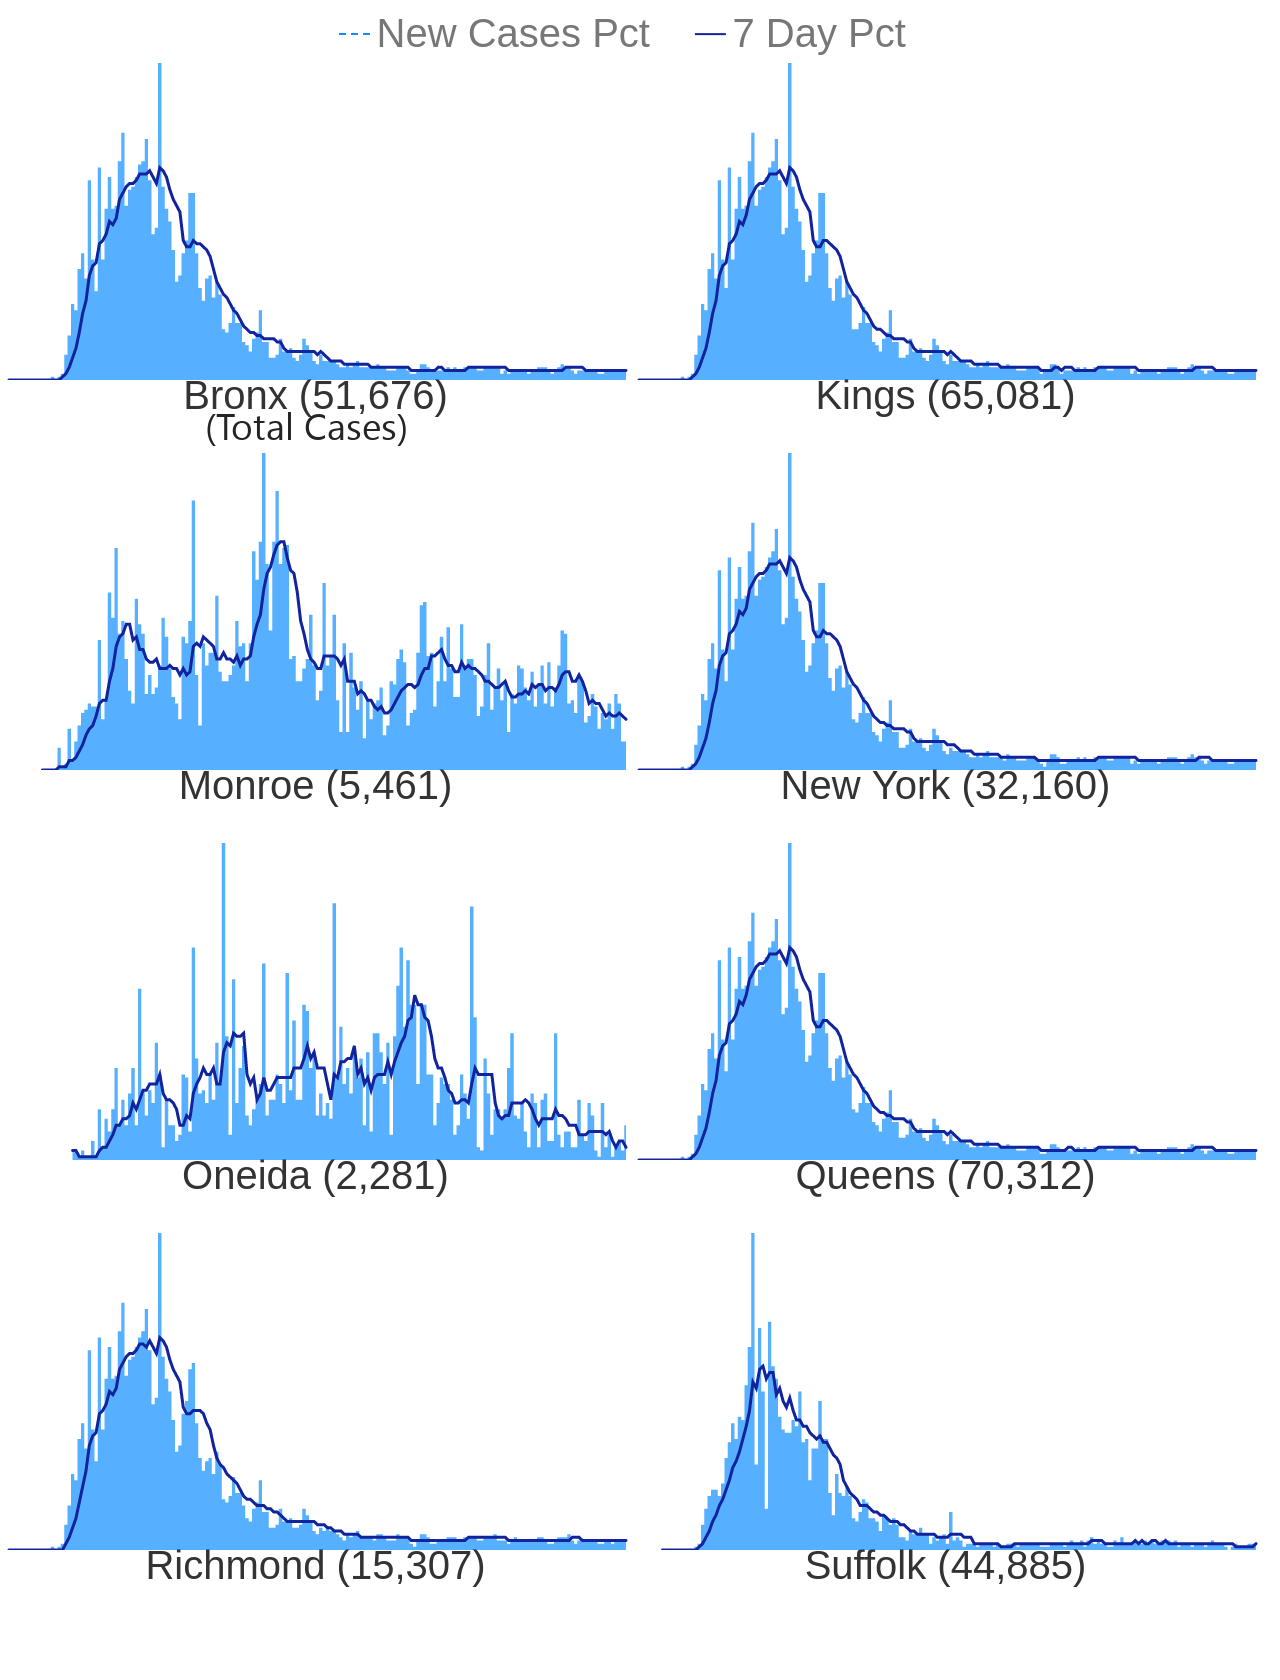 New Cases Pct 7 Day Pct
Bronx (51,676) Kings (65,081)
(Total Cases)
Monroe (5,461) New York (32,160)
Oneida (2,281) Queens (70,312)
Richmond (15,307) Suffolk (44,885)